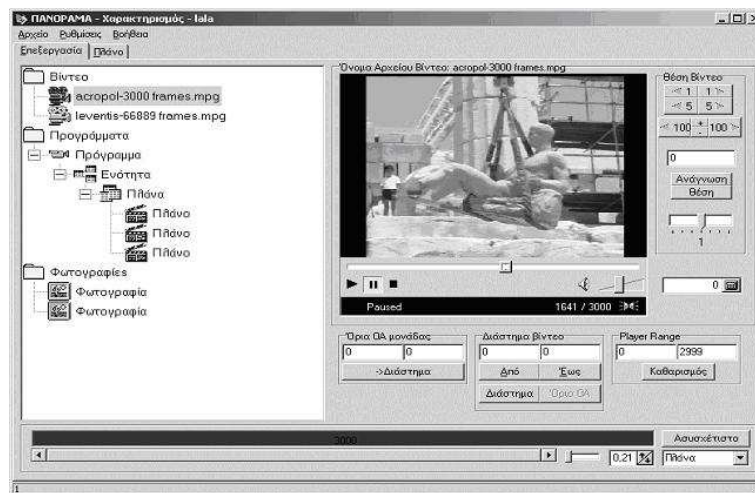 ΠΑΝΟΡΑΜΑ - Χαρακτηρισμός - lala
Αρχείο Ρυθμίσεις Βοήθεια
Επεξεργασία Πλάνο
Βίντεο
acropol-3000 frames.mpg
leventis-66889 frames.mpg
Προγράμματα
Πρόγραμμα
Ενότητα
Πλάνα
Πλάνο
Πλάνο
Πλάνο
Φωτογραφίες
Φωτογραφία
Φωτογραφία
Όνομα Αρχείου Βίντεο: acropol-3000 frames.mpg
Paused 1641 / 3000
Θέση Βίντεο
1 1
5 5
100 + - 100
0
Ανάγνωση
Θέση
1
0
Όρια ΟΑ μονάδας
0 0
->Διάστημα
Διάστημα βίντεο
0 0
Από Έως
Διάστημα Όρια ΟΑ
Player Range
0 2999
Καθαρισμός
3000
Ασυσχέτιστο
0,21 Πλάνα
1